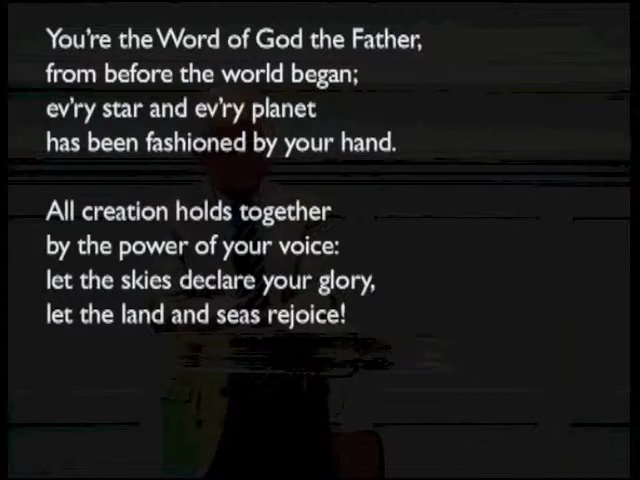 You're the Word of God the Father,
from before the world began;
ev'ry star and ev'ry planet
has been fashioned by your hand.
All creation holds together
by the power of your voice:
let the skies declare your glory,
let the land and seas rejoice!